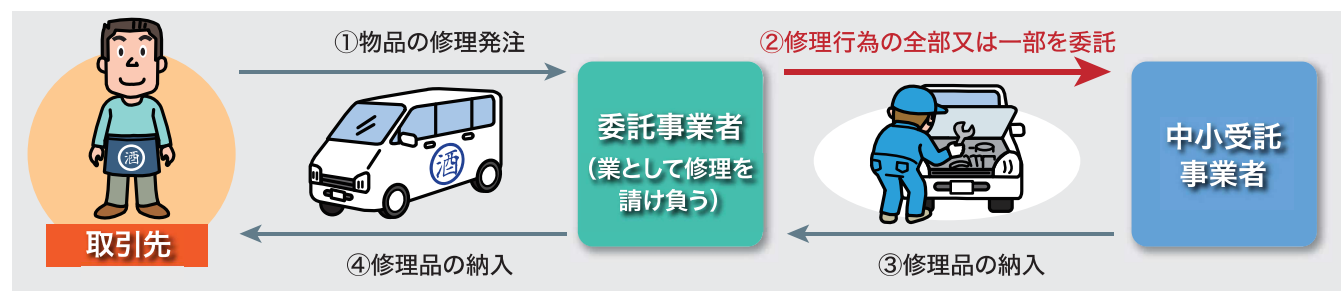 ①物品の修理発注
②修理行為の全部又は一部を委託
酒
酒
取引先
委託事業者
（業として修理を
請け負う）
中小受託
事業者
④修理品の納入
③修理品の納入